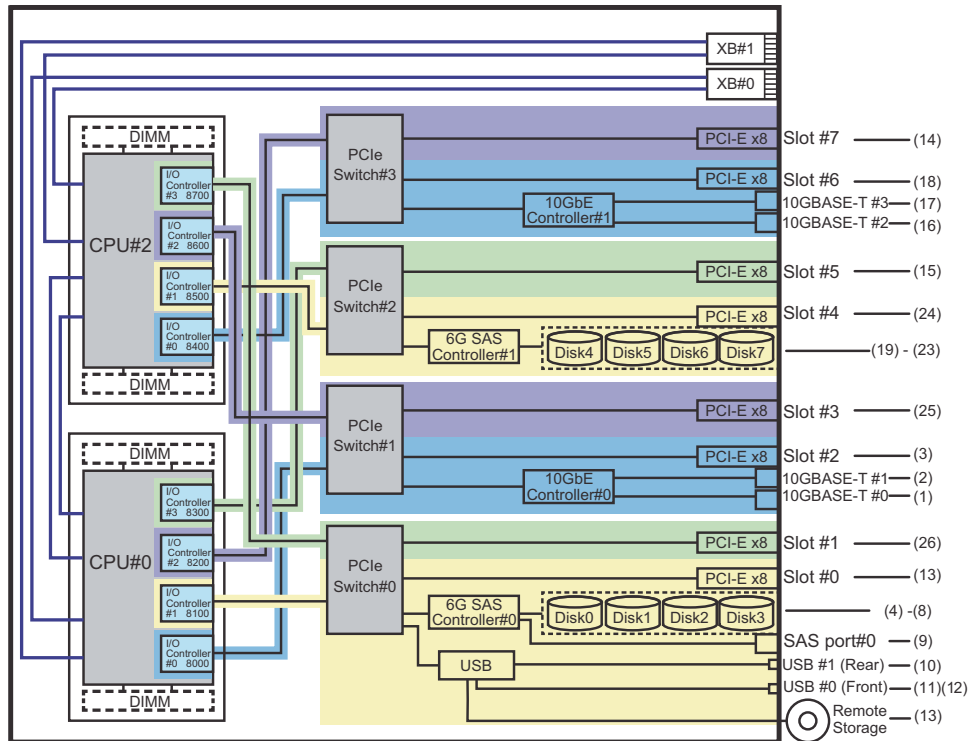 XB#1
XB#0
DIMM
I/O
Controller
#3 8700
I/O
Controller
#2 8600
CPU#2
I/O
Controller
#1 8500
I/O
Controller
#0 8400
DIMM
DIMM
I/O
Controller
#3 8300
I/O
Controller
#2 8200
CPU#0
I/O
Controller
#1 8100
I/O
Controller
#0 8000
DIMM
PCIe
Switch#3
PCI-E x8 Slot #7 (14)
PCI-E x8 Slot #6 (18)
10GbE
Controller#1
10GBASE-T #3 (17)
10GBASE-T #2 (16)
PCIe
Switch#2
PCI-E x8 Slot #5 (15)
PCI-E x8 Slot #4 (24)
6G SAS
Controller#1
Disk4 Disk5 Disk6 Disk7 (19) - (23)
PCIe
Switch#1
PCI-E x8 Slot #3 (25)
PCI-E x8 Slot #2 (3)
10GbE
Controller#0
10GBASE-T #1 (2)
10GBASE-T #0 (1)
PCIe
Switch#0
PCI-E x8 Slot #1 (26)
PCI-E x8 Slot #0 (13)
6G SAS
Controller#0
Disk0 Disk1 Disk2 Disk3 (4) -(8)
SAS port#0 (9)
USB
USB #1 (Rear) (10)
USB #0 (Front) (11)(12)
Remote
Storage
(13)